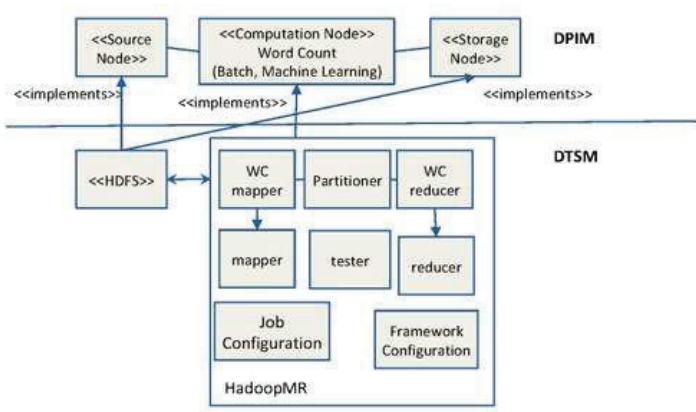 <<Source
Node>>
<<Computation Node>>
Word Count
(Batch, Machine Learning)
<<Storage
Node>>
DPIM
<<implements>>
<<implements>>
<<implements>>
DTSM
<<HDFS>>
WC
mapper
Partitioner
WC
reducer
mapper
tester
reducer
Job
Configuration
Framework
Configuration
HadoopMR